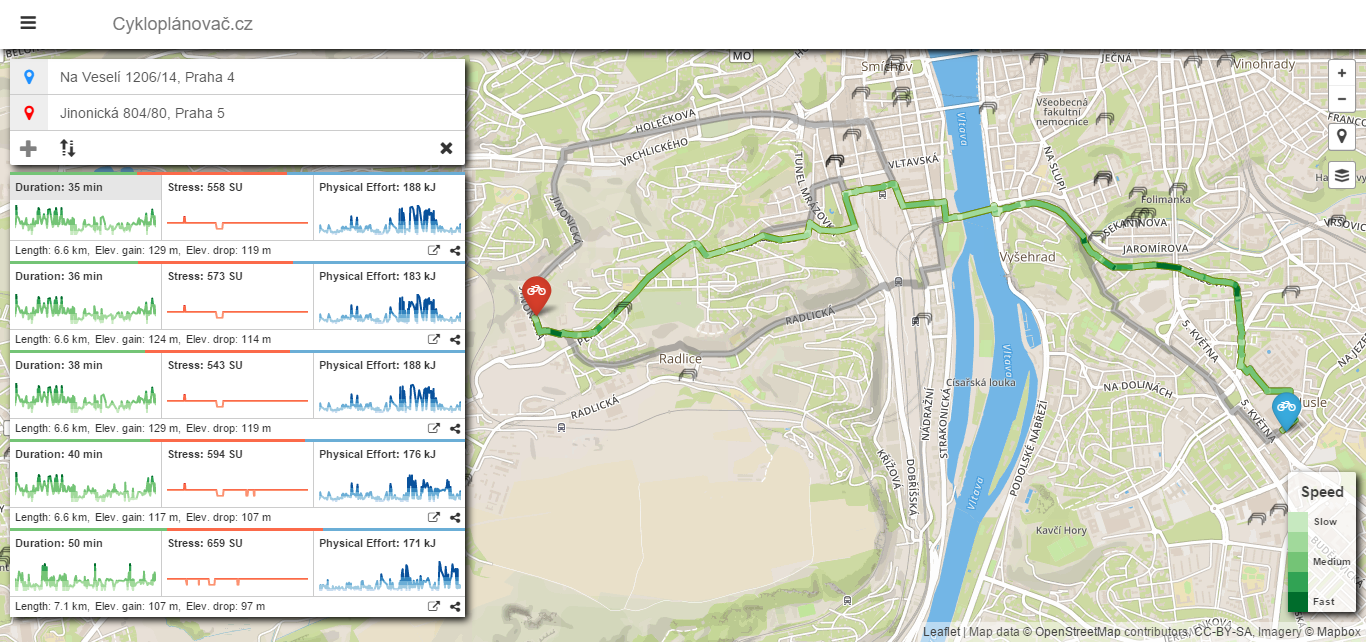 Cykloplánovač.cz
Na Veselí 1206/14, Praha 4
Jinonická 804/80, Praha 5
Duration: 35 min
Stress: 558 SU
Physical Effort: 188 kJ
Length: 6.6 km, Elev. gain: 129 m, Elev. drop: 119 m
Duration: 36 min
Stress: 573 SU
Physical Effort: 183 kJ
Length: 6.6 km, Elev. gain: 124 m, Elev. drop: 114 m
Duration: 38 min
Stress: 543 SU
Physical Effort: 188 kJ
Length: 6.6 km, Elev. gain: 129 m, Elev. drop: 119 m
Duration: 40 min
Stress: 594 SU
Physical Effort: 176 kJ
Length: 6.6 km, Elev. gain: 117 m, Elev. drop: 107 m
Duration: 50 min
Stress: 659 SU
Physical Effort: 171 kJ
Length: 7.1 km, Elev. gain: 107 m, Elev. drop: 97 m
MO
Smíchov
JEČNÁ
Vinohrady
+
−
Všeobecná
fakultní
nemocnice
Vltava
HOLEČKOVA
VRCHLICKÉHO
VLTAVSKÁ
NA SLUPI
TUNEL MRÁZOVKA
Folimanka
SEKANINOVA
VRŠOVIC
JAROMÍROVA
JINONICKÁ
Vyšehrad
RADLICKÁ
Radlice
5. KVĚTNA
Vltava
Císařská louka
NA DOLINÁCH
5. KVĚTNA
RADLICKÁ
NÁDRAŽNÍ
STRAKONICKÁ
PODOLSKÉ NÁBŘEŽÍ
KŘÍŽOVA
DOBŘÍŠSKÁ
Vltava
Kavčí Hory
Speed
Slow
Medium
Fast
Leaflet | Map data © OpenStreetMap contributors, CC-BY-SA, Imagery © Mapbox